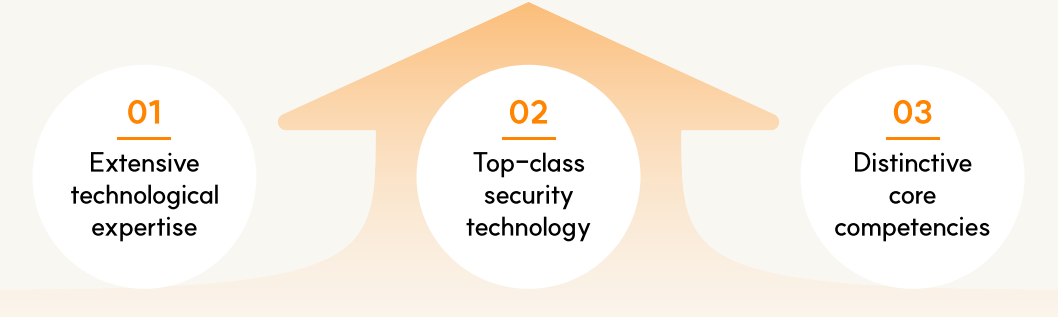 01
Extensive
technological
expertise
02
Top-class
security
technology
03
Distinctive
core
competencies